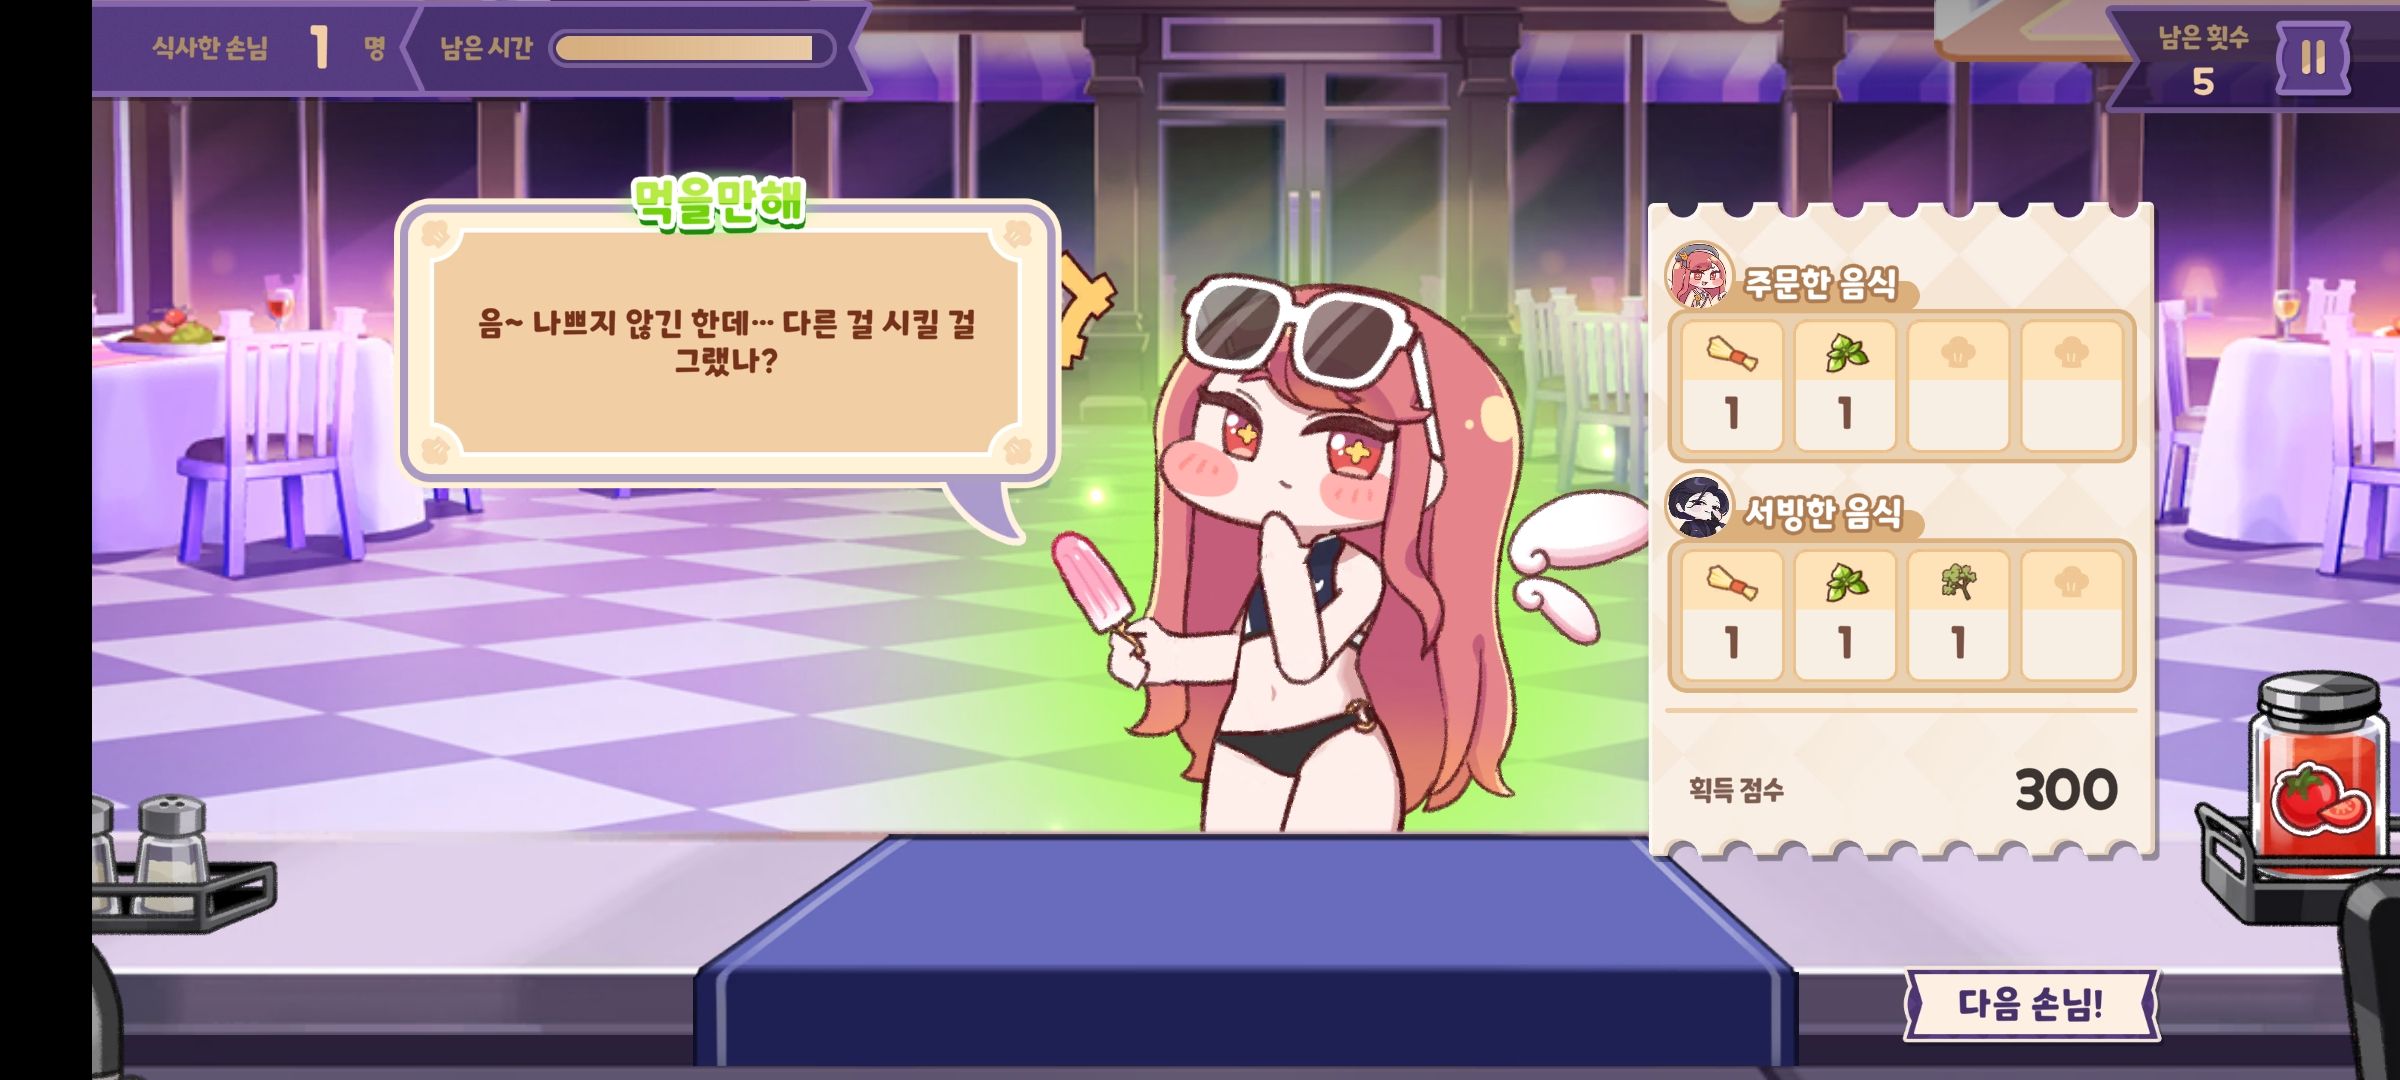 식사한 손님 1 명
남은 시간
남은 횟수
5
먹을만해
음~ 나쁘지 않긴 한데… 다른 걸 시킬 걸
그랬나?
주문한 음식
1 1
서빙한 음식
1 1 1
획득 점수 300
다음 손님!